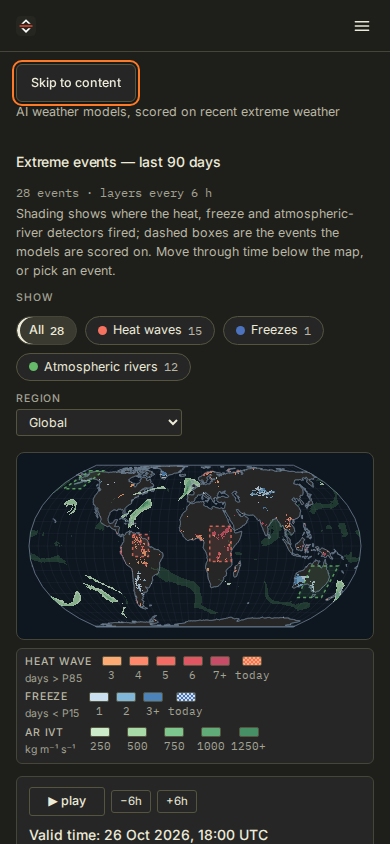 Skip to content
AI weather models, scored on recent extreme weather
Extreme events — last 90 days
28 events · layers every 6 h
Shading shows where the heat, freeze and atmospheric-
river detectors fired; dashed boxes are the events the
models are scored on. Move through time below the map,
or pick an event.
SHOW
All 28
Heat waves 15
Freezes 1
Atmospheric rivers 12
REGION
Global
HEAT WAVE
days > P85
3 4 5 6 7+ today
FREEZE
days < P15
1 2 3+ today
AR IVT
kg m⁻¹ s⁻¹
250 500 750 1000 1250+
▶ play
−6h
+6h
Valid time: 26 Oct 2026, 18:00 UTC